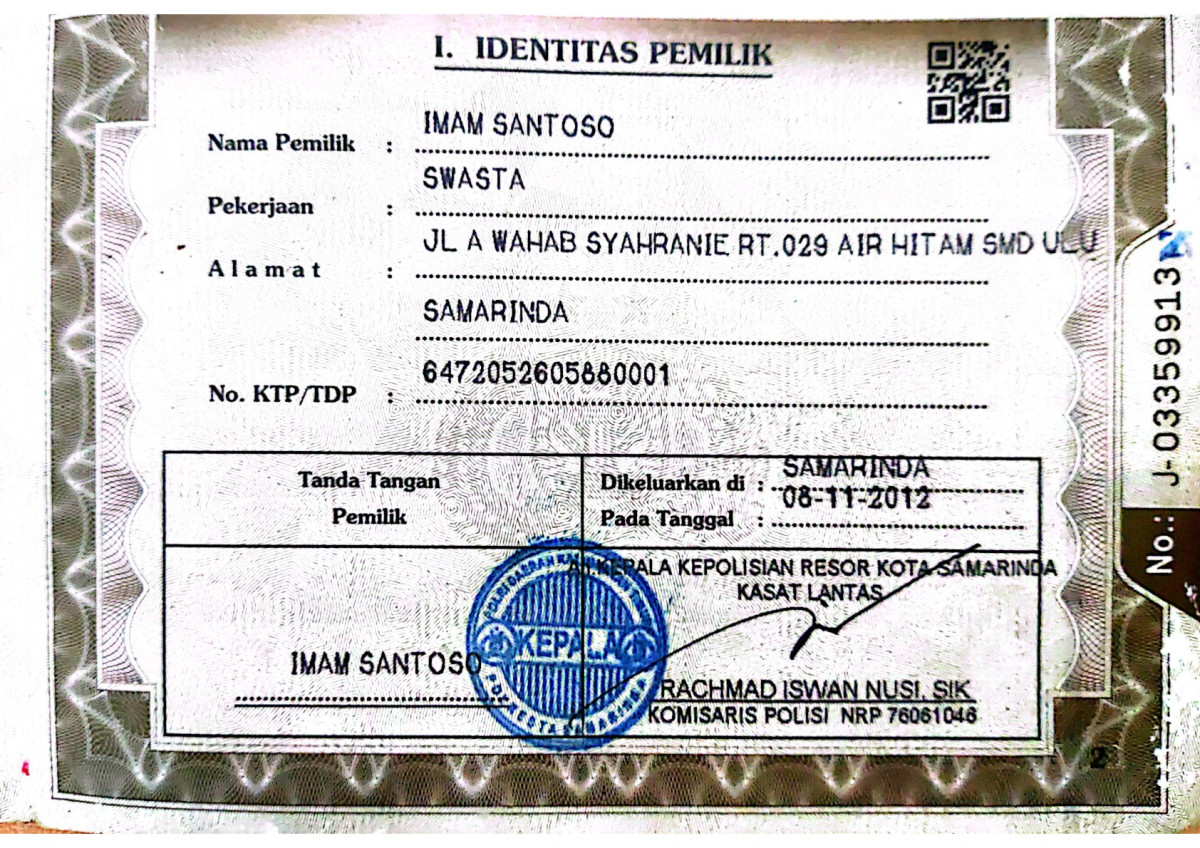 I. IDENTITAS PEMILIK
Nama Pemilik : IMAM SANTOSO
Pekerjaan : SWASTA
Alamat : JL A WAHAB SYAHRANIE RT.029 AIR HITAM SMD ULU
SAMARINDA
No. KTP/TDP : 6472052605880001
Tanda Tangan
Pemilik
Dikeluarkan di : SAMARINDA
Pada Tanggal : 08-11-2012
KEPALA KEPOLISIAN RESOR KOTA SAMARINDA
KASAT LANTAS
KEPALA
SAMARINDA
IMAM SANTOSO
RACHMAD ISWAN NUSI, SIK
KOMISARIS POLISI NRP 76061046
No.: J-03359913
2